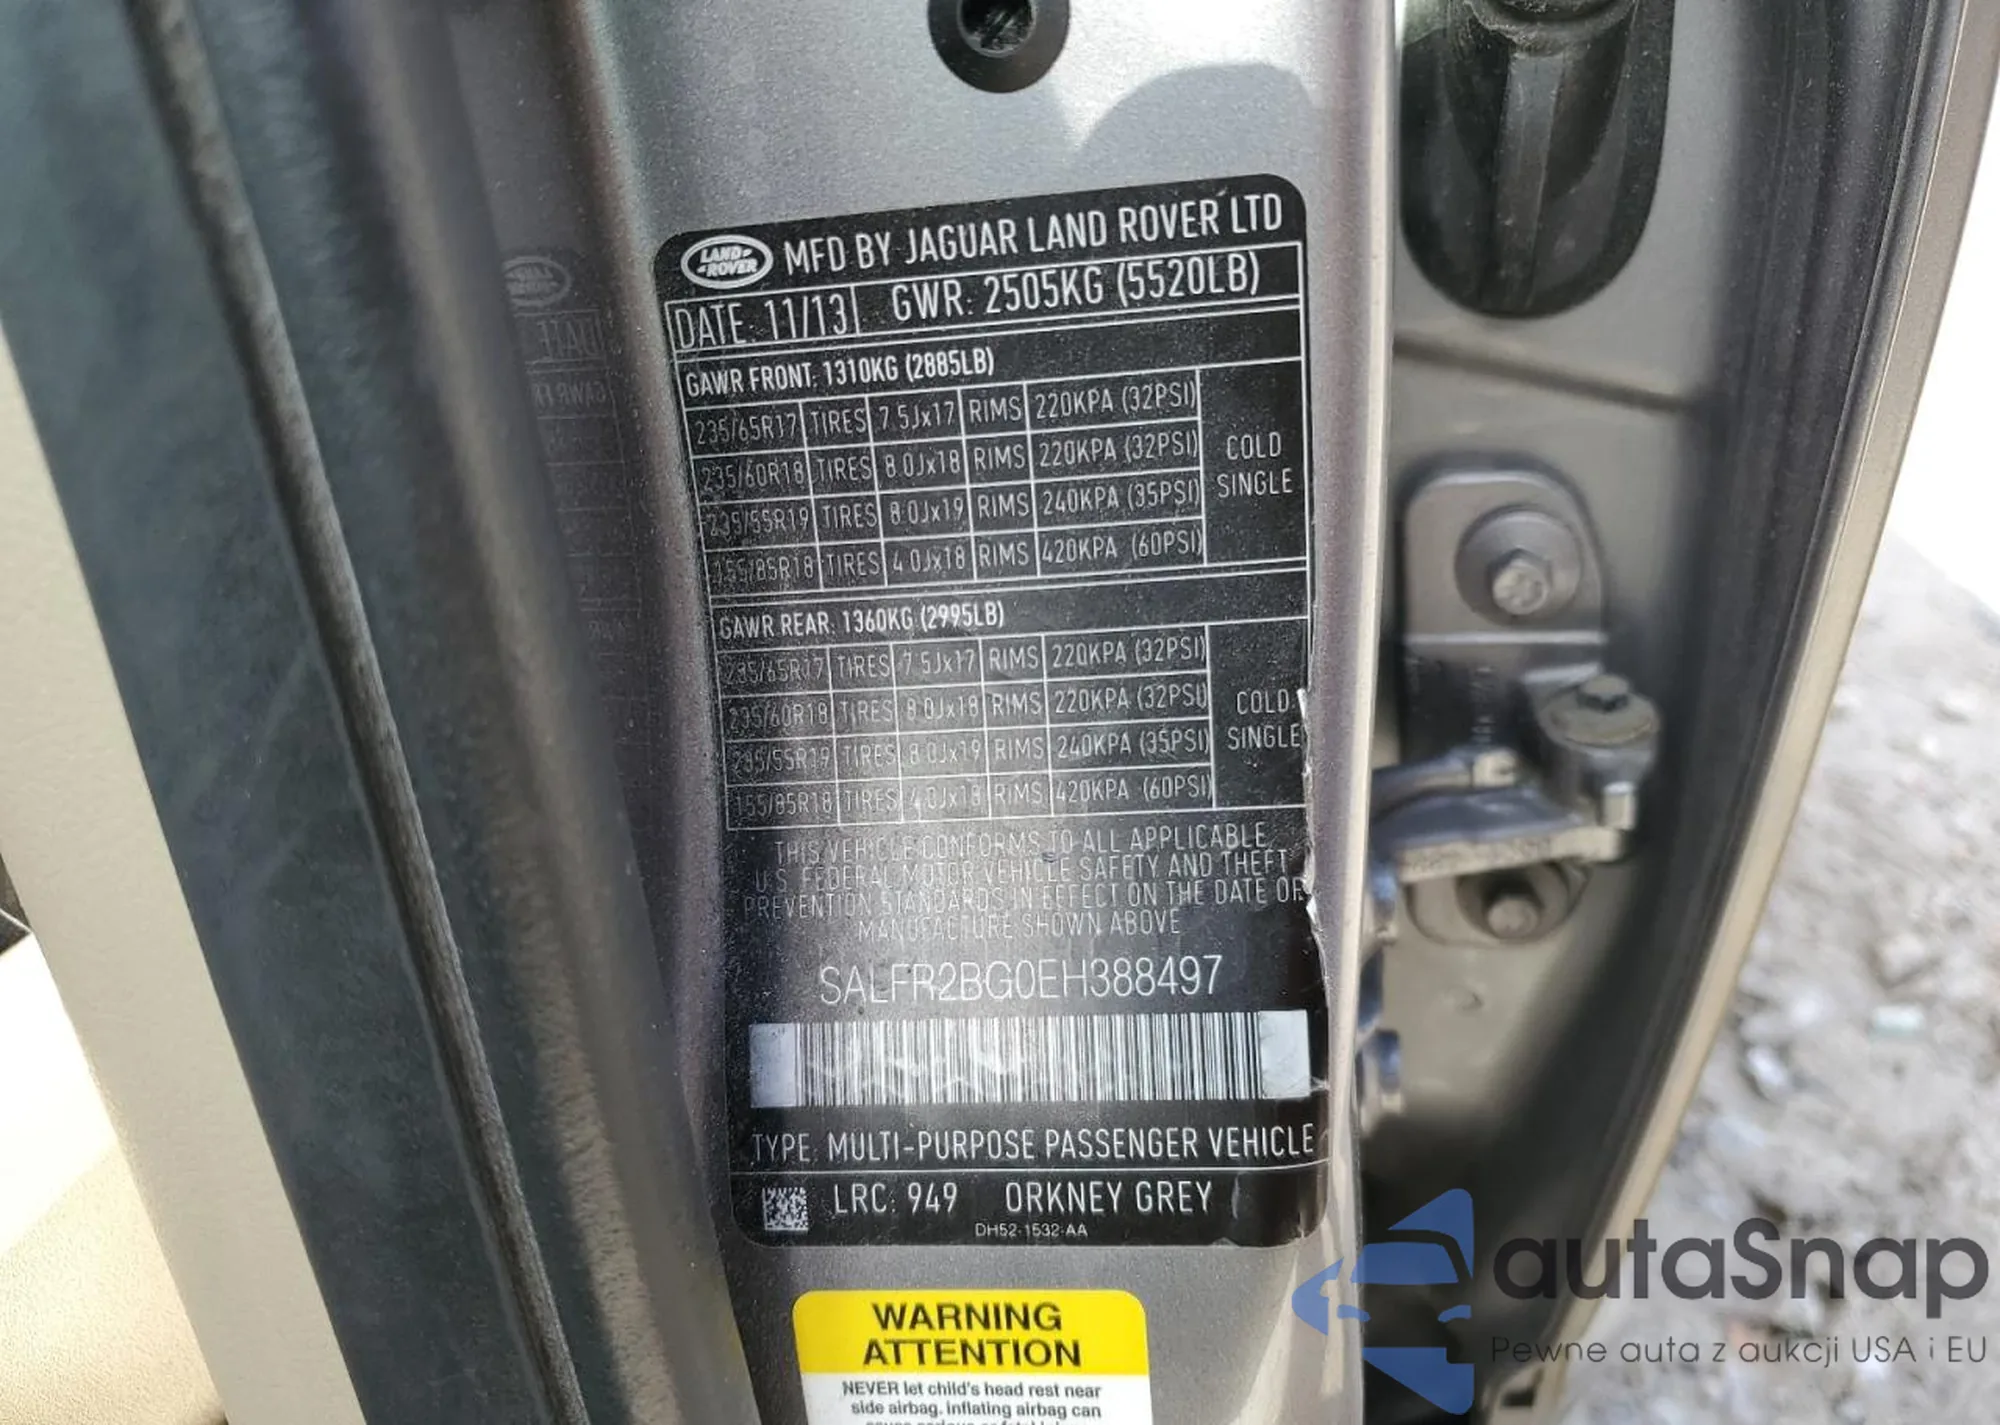 LAND ROVER
MFD BY JAGUAR LAND ROVER LTD
DATE: 11/13 GWR: 2505KG (5520LB)
GAWR FRONT: 1310KG (2885LB)
235/65R17 TIRES 7.5Jx17 RIMS 220KPA (32PSI)
235/60R18 TIRES 8.0Jx18 RIMS 220KPA (32PSI)
235/55R19 TIRES 8.0Jx19 RIMS 240KPA (35PSI)
155/85R18 TIRES 4.0Jx18 RIMS 420KPA (60PSI)
COLD
SINGLE
GAWR REAR: 1360KG (2995LB)
235/65R17 TIRES 7.5Jx17 RIMS 220KPA (32PSI)
235/60R18 TIRES 8.0Jx18 RIMS 220KPA (32PSI)
235/55R19 TIRES 8.0Jx19 RIMS 240KPA (35PSI)
155/85R18 TIRES 4.0Jx18 RIMS 420KPA (60PSI)
COLD
SINGLE
THIS VEHICLE CONFORMS TO ALL APPLICABLE
U.S. FEDERAL MOTOR VEHICLE SAFETY AND THEFT
PREVENTION STANDARDS IN EFFECT ON THE DATE OF
MANUFACTURE SHOWN ABOVE
SALFR2BG0EH388497
TYPE: MULTI-PURPOSE PASSENGER VEHICLE
LRC: 949 ORKNEY GREY
DH52-1532-AA
WARNING
ATTENTION
NEVER let child's head rest near
side airbag, inflating airbag can
autaSnap
Pewne auta z aukcji USA i EU